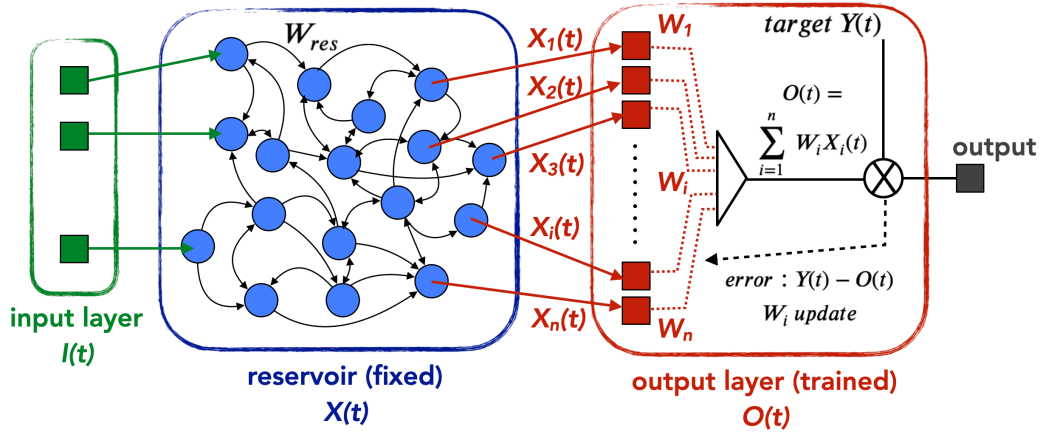 input layer
I(t)
W_res
reservoir (fixed)
X(t)
X_1(t)
X_2(t)
X_3(t)
X_i(t)
X_n(t)
W_1
W_i
W_n
target Y(t)
O(t) =
\sum_{i=1}^{n} W_i X_i(t)
error : Y(t) − O(t)
W_i update
output layer (trained)
O(t)
output